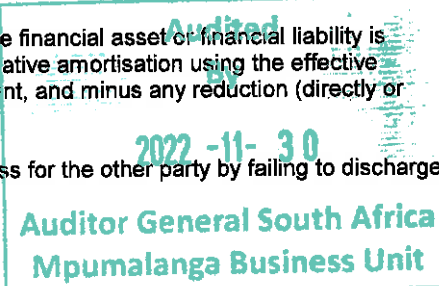 Audited
e financial asset or financial liability is
ative amortisation using the effective
By
nt, and minus any reduction (directly or
2022 -11- 30
ss for the other party by failing to discharge
Auditor General South Africa
Mpumalanga Business Unit